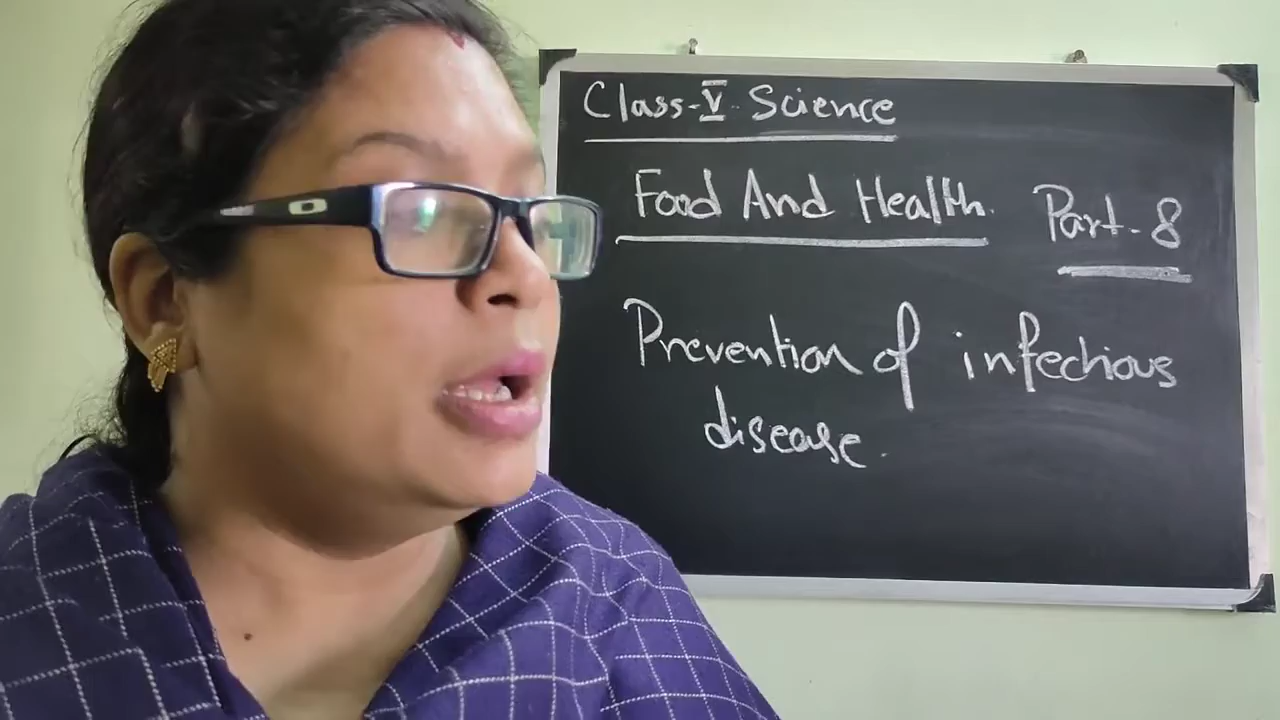 Class-V Science
Food And Health.
Part-8
Prevention of infectious
disease.